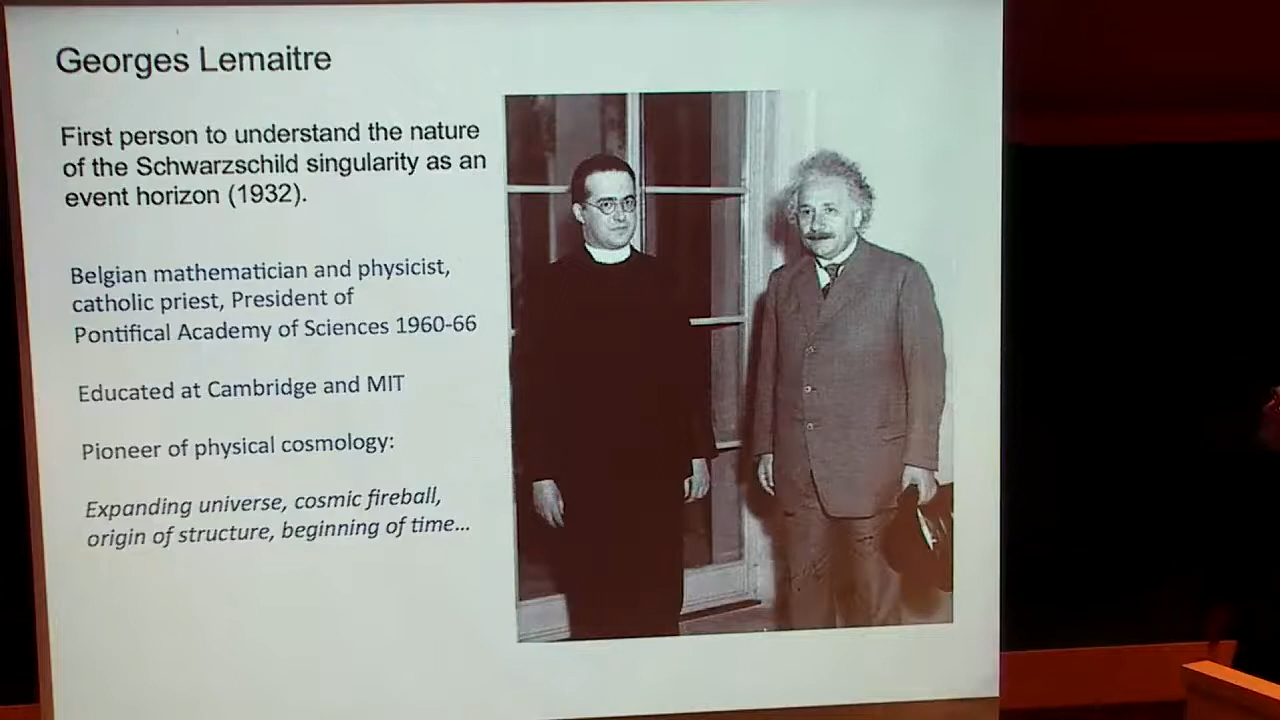 Georges Lemaitre
First person to understand the nature
of the Schwarzschild singularity as an
event horizon (1932).
Belgian mathematician and physicist,
catholic priest, President of
Pontifical Academy of Sciences 1960-66
Educated at Cambridge and MIT
Pioneer of physical cosmology:
Expanding universe, cosmic fireball,
origin of structure, beginning of time...